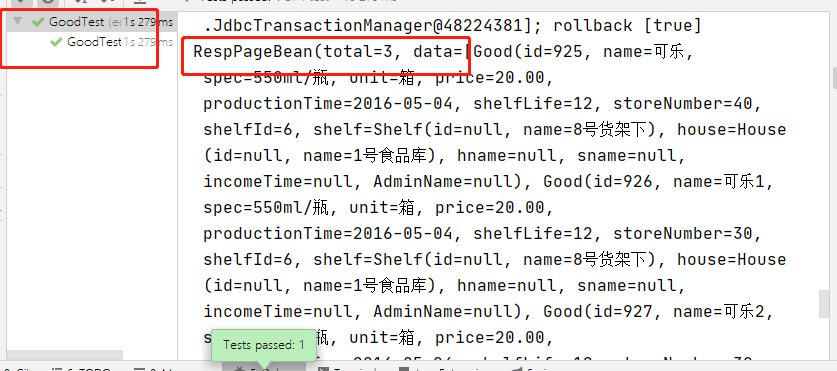 GoodTest
1s 279 ms
GoodTest
1s 279 ms
.JdbcTransactionManager@48224381]; rollback [true]
RespPageBean(total=3, data=[Good(id=925, name=可乐,
spec=550ml/瓶, unit=箱, price=20.00,
productionTime=2016-05-04, shelfLife=12, storeNumber=40,
shelfId=6, shelf=Shelf(id=null, name=8号货架下), house=House
(id=null, name=1号食品库), hname=null, sname=null,
incomeTime=null, AdminName=null), Good(id=926, name=可乐1,
spec=550ml/瓶, unit=箱, price=20.00,
productionTime=2016-05-04, shelfLife=12, storeNumber=30,
shelfId=6, shelf=Shelf(id=null, name=8号货架下), house=House
(id=null, name=1号食品库), hname=null, sname=null,
incomeTime=null, AdminName=null), Good(id=927, name=可乐2,
瓶, unit=箱, price=20.00,
Tests passed: 1